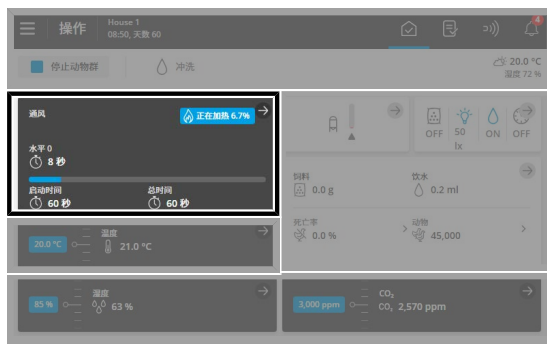 操作
House 1
08:50, 天数 60
4
停止动物群
冲洗
20.0 °C
湿度 72 %
通风
正在加热 6.7%
水平 0
8 秒
启动时间
60 秒
总时间
60 秒
OFF
50 lx
ON
OFF
饲料
0.0 g
饮水
0.2 ml
死亡率
0.0 %
动物
45,000
20.0 °C
温度
21.0 °C
85 %
湿度
63 %
3,000 ppm
CO₂
CO₂ 2,570 ppm